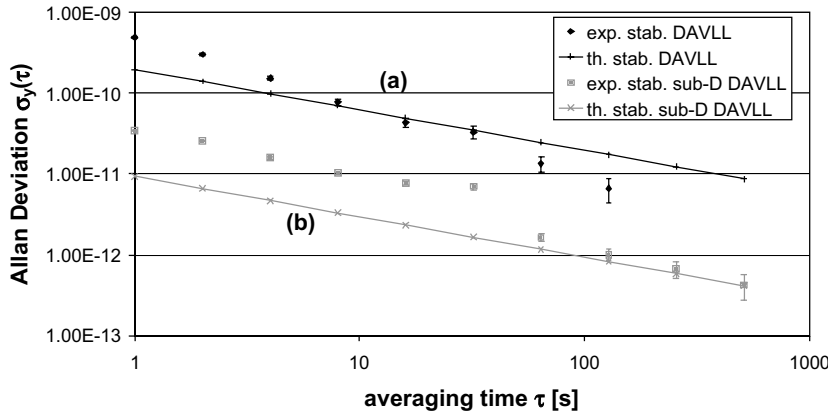 1.00E-09
1.00E-10
1.00E-11
1.00E-12
1.00E-13
Allan Deviation σy(τ)
(a)
(b)
exp. stab. DAVLL
th. stab. DAVLL
exp. stab. sub-D DAVLL
th. stab. sub-D DAVLL
1 10 100 1000
averaging time τ [s]